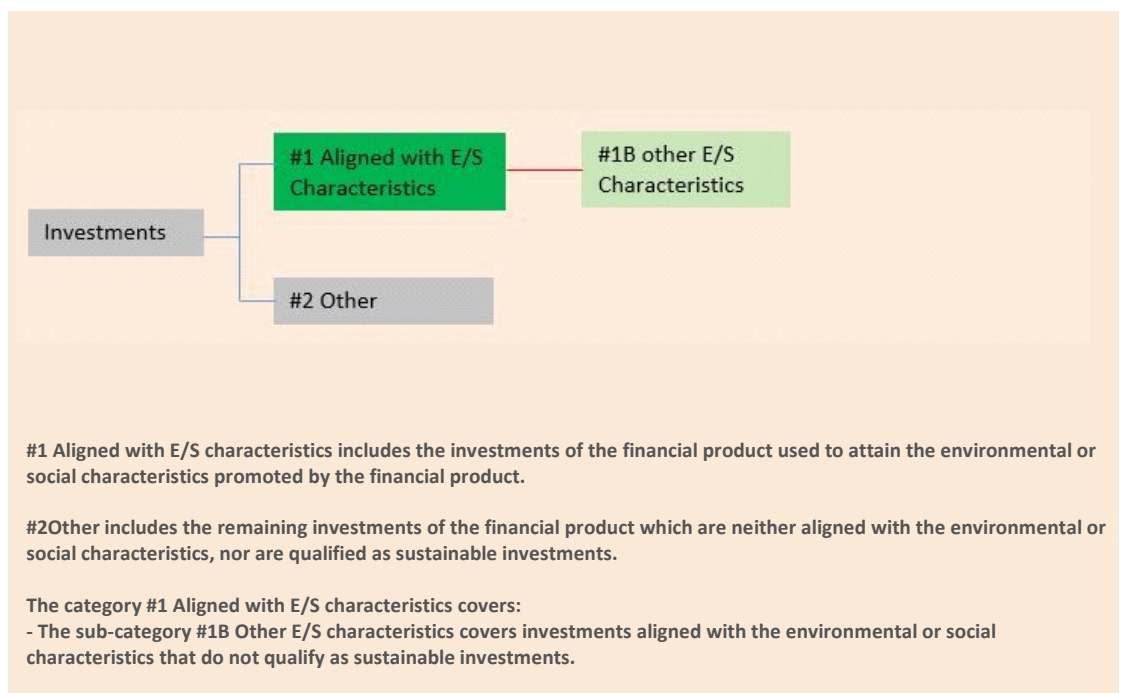 #1 Aligned with E/S
Characteristics
#1B other E/S
Characteristics
Investments
#2 Other
#1 Aligned with E/S characteristics includes the investments of the financial product used to attain the environmental or
social characteristics promoted by the financial product.
#2Other includes the remaining investments of the financial product which are neither aligned with the environmental or
social characteristics, nor are qualified as sustainable investments.
The category #1 Aligned with E/S characteristics covers:
- The sub-category #1B Other E/S characteristics covers investments aligned with the environmental or social
characteristics that do not qualify as sustainable investments.